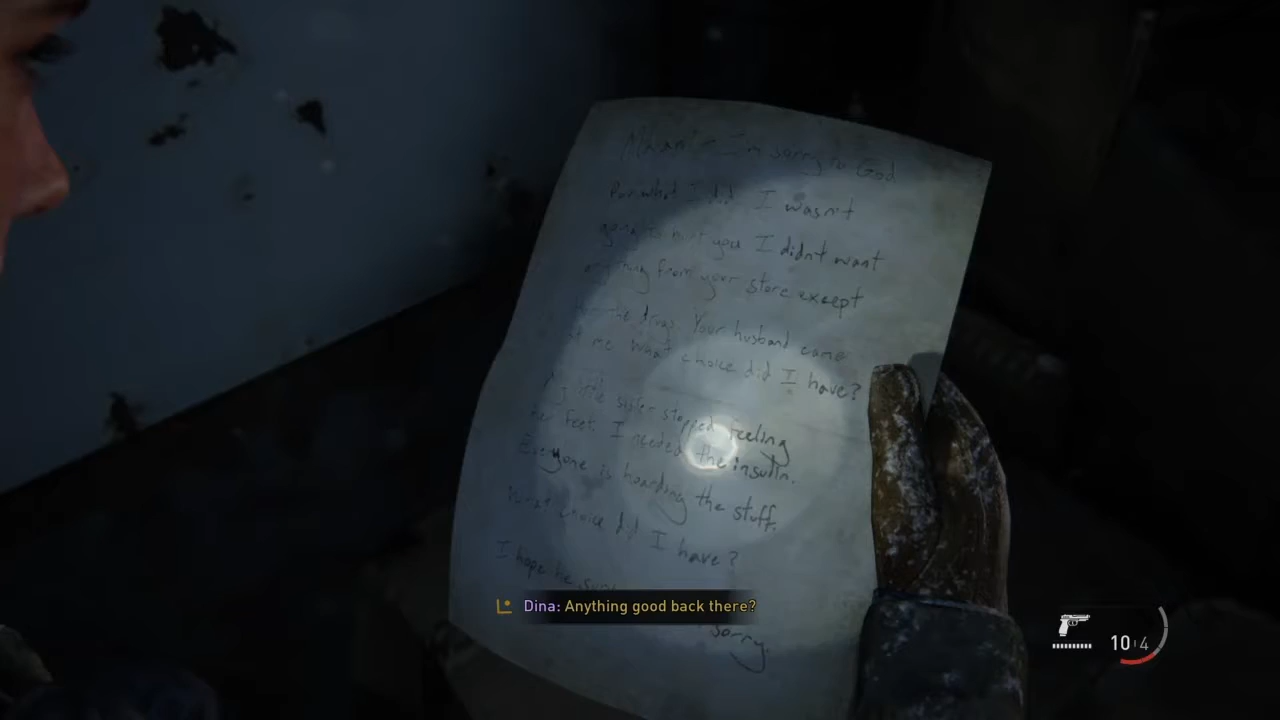 I'm sorry to God
For what I did. I wasn't
going to hurt you I didnt want
anything from your store except
for the drugs. Your husband came
at me What choice did I have?
My little sister stopped feeling
her feet. I needed the insulin.
Everyone is hoarding the stuff.
What choice did I have?
I hope he
Dina: Anything good back there?
sorry.
10 4